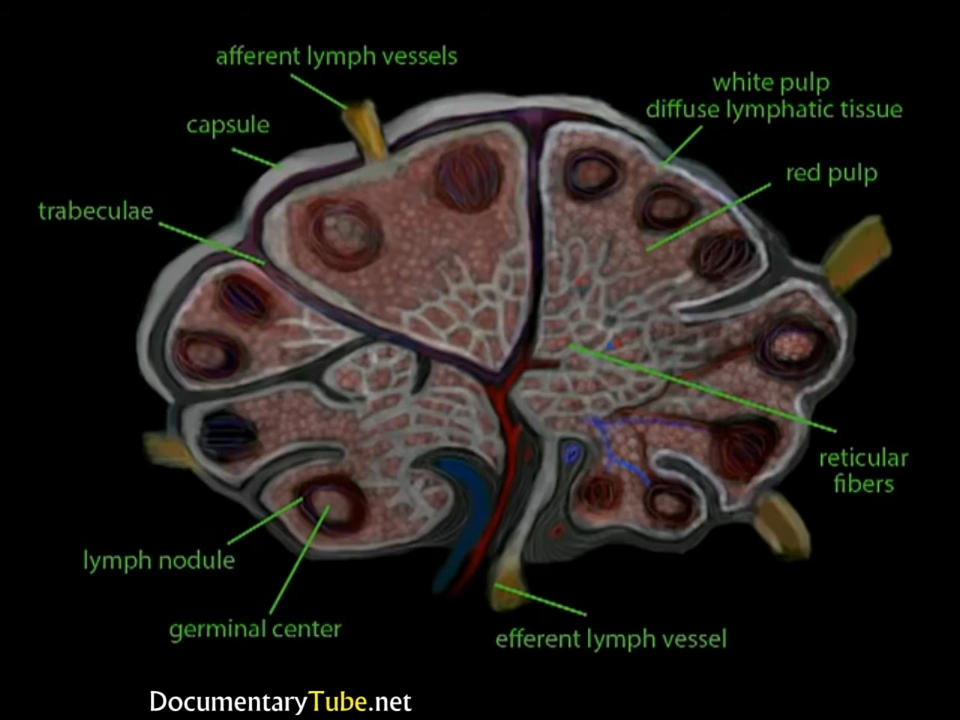 afferent lymph vessels
white pulp
diffuse lymphatic tissue
capsule
red pulp
trabeculae
reticular
fibers
lymph nodule
germinal center
efferent lymph vessel
DocumentaryTube.net